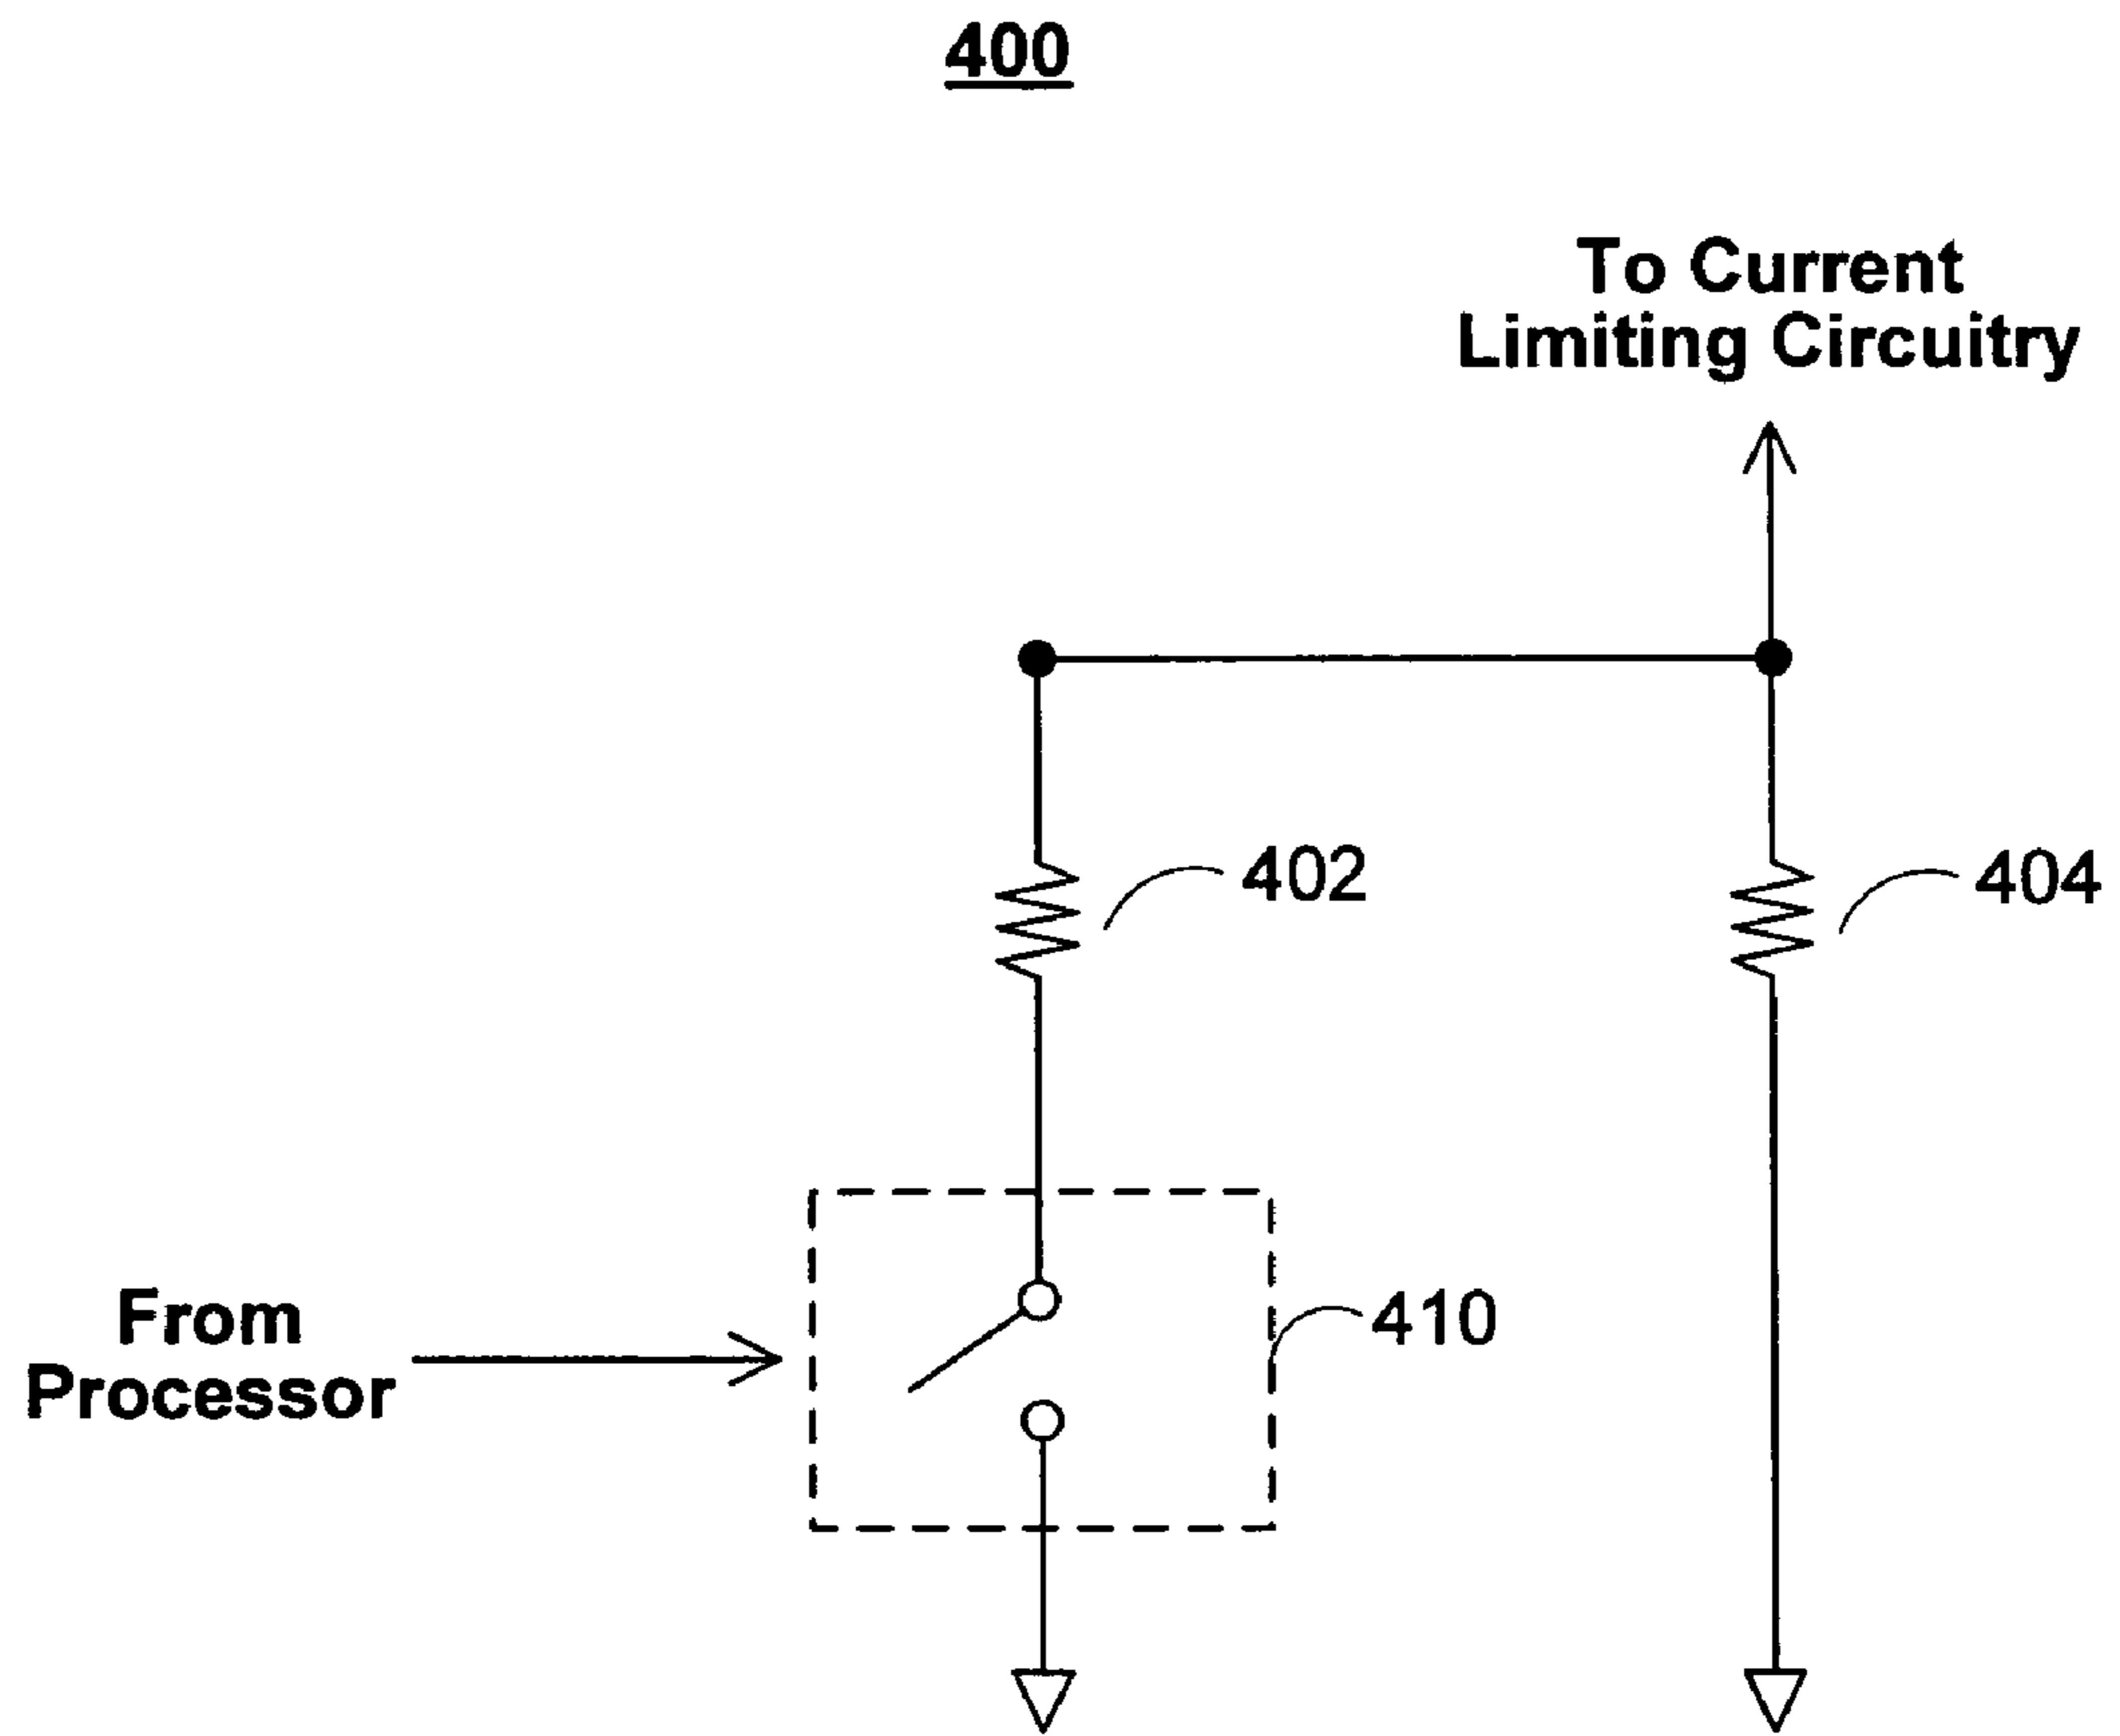 400
To Current
Limiting Circuitry
402
404
From
Processor
410